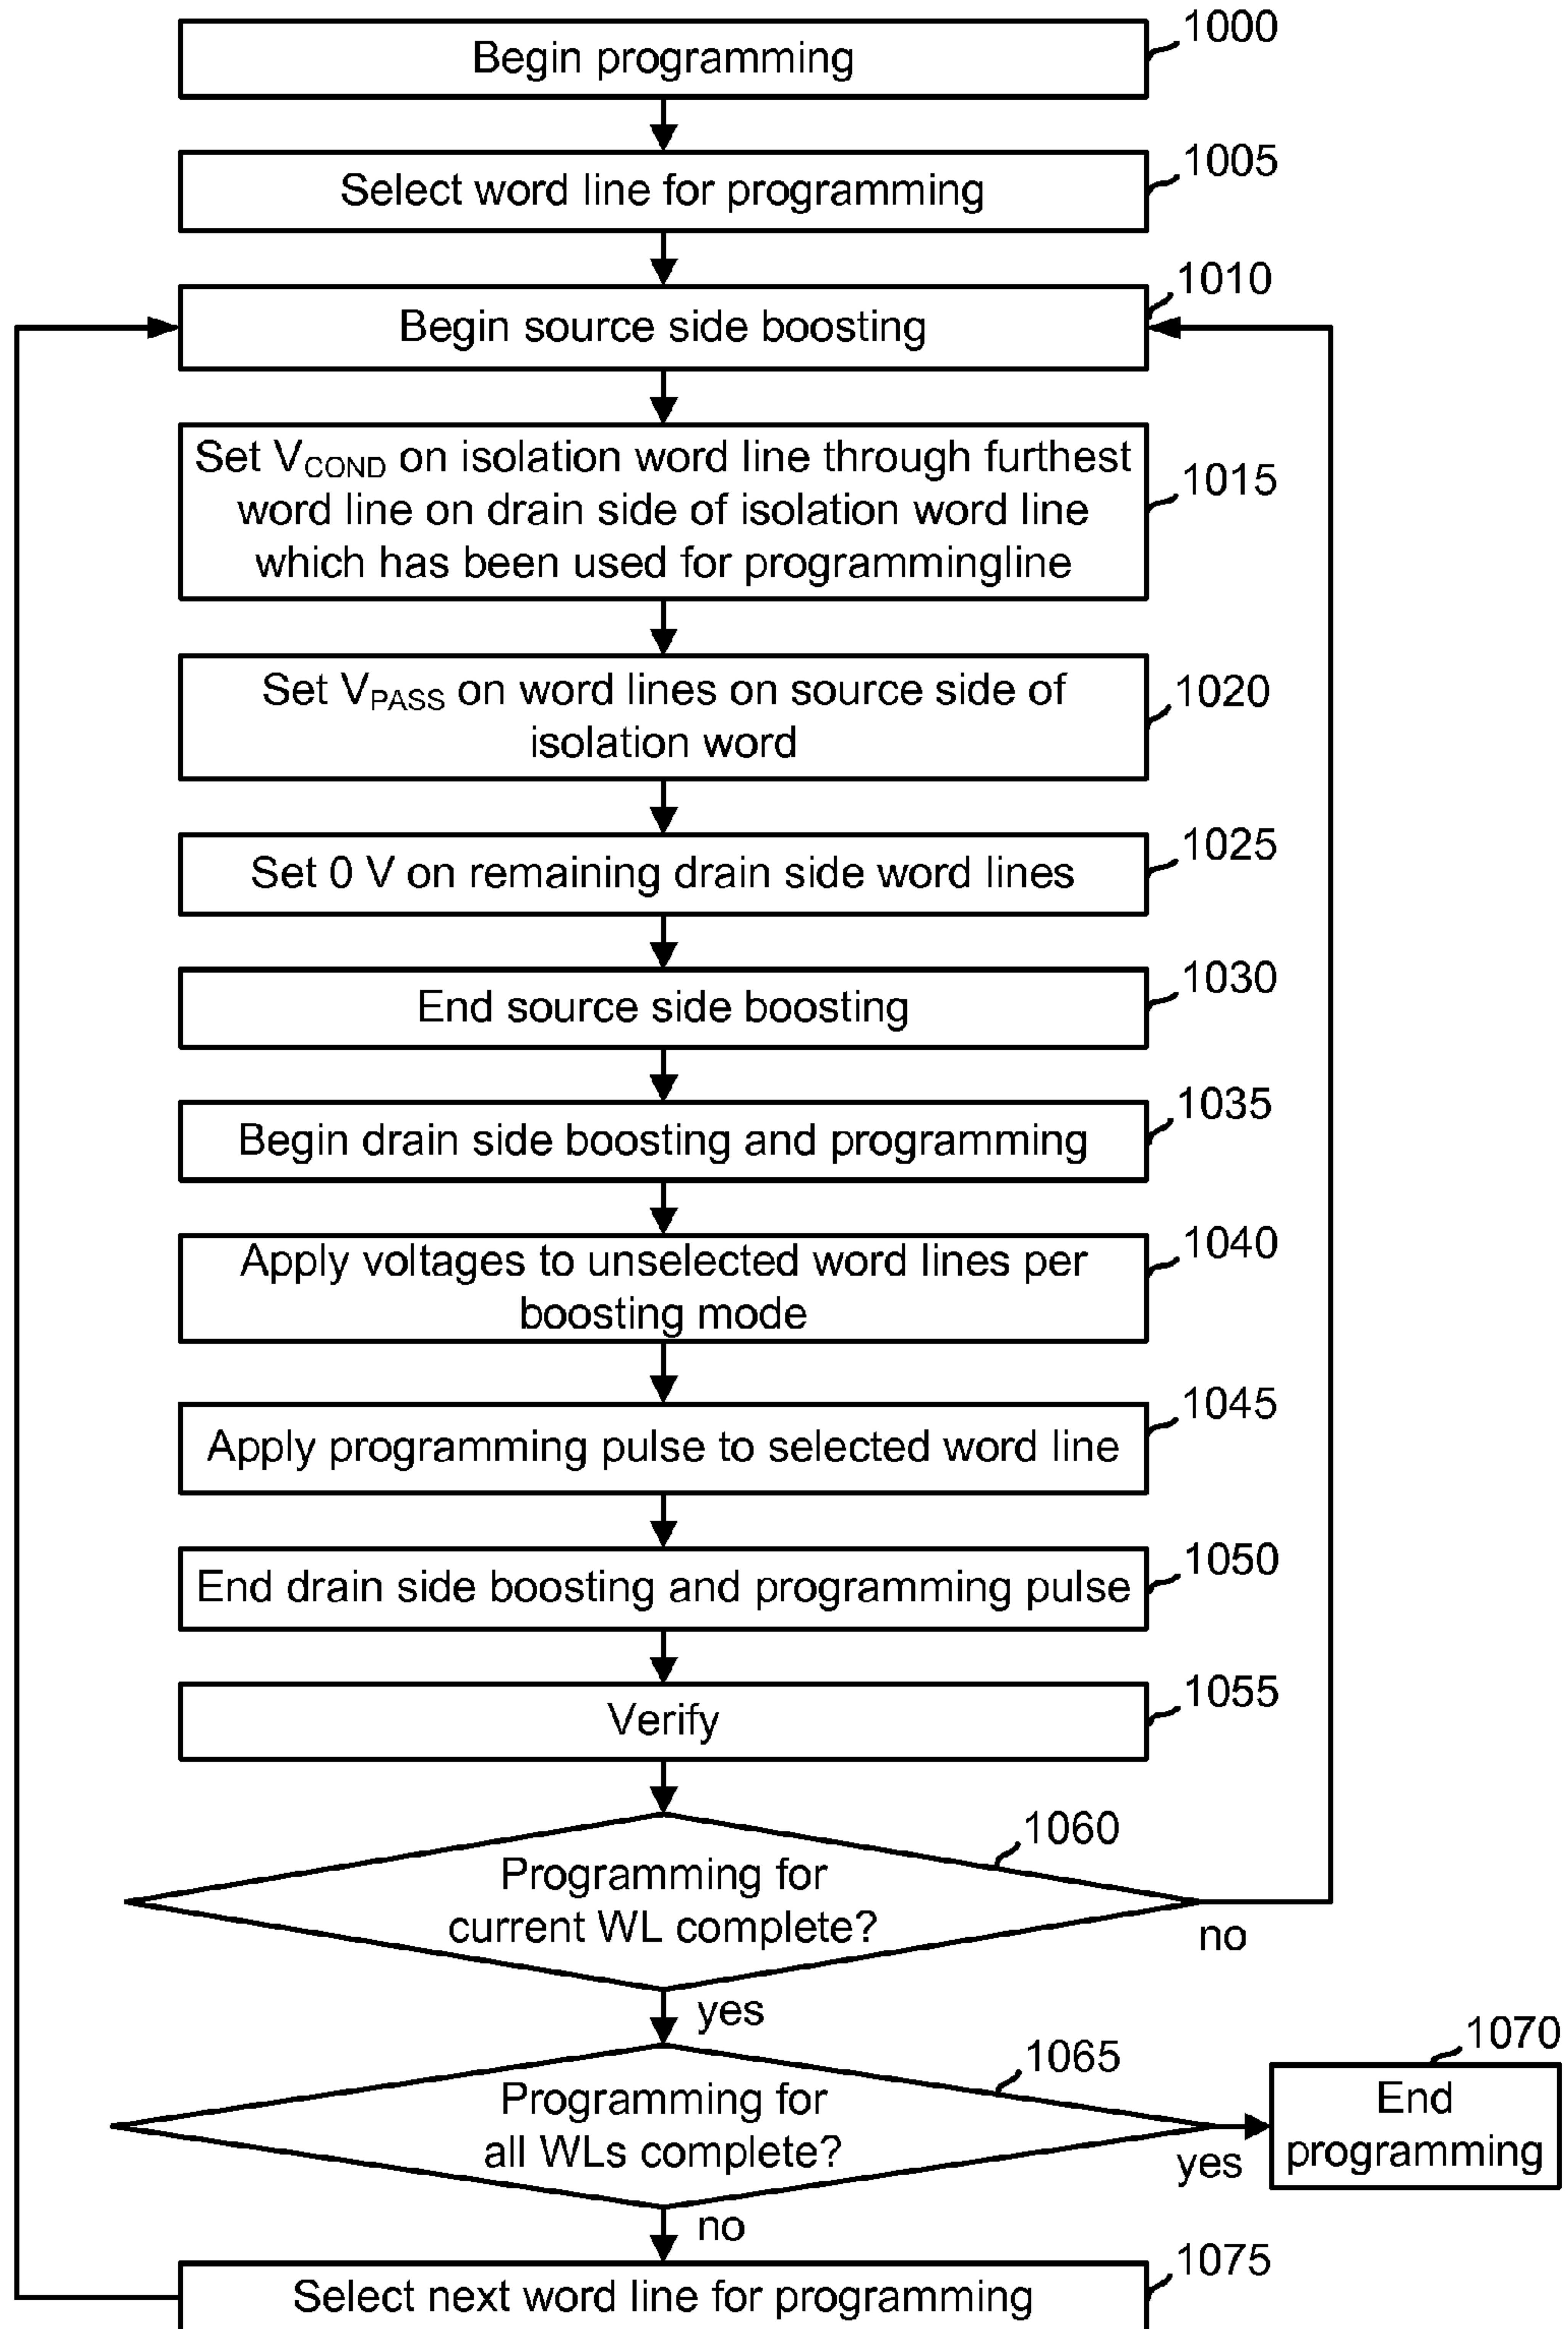 1000
Begin programming
1005
Select word line for programming
1010
Begin source side boosting
Set VCOND on isolation word line through furthest
word line on drain side of isolation word line
which has been used for programmingline
1015
Set VPASS on word lines on source side of
isolation word
1020
Set 0 V on remaining drain side word lines
1025
End source side boosting
1030
Begin drain side boosting and programming
1035
Apply voltages to unselected word lines per
boosting mode
1040
Apply programming pulse to selected word line
1045
End drain side boosting and programming pulse
1050
Verify
1055
Programming for
current WL complete?
1060
no
yes
Programming for
all WLs complete?
1065
yes
1070
End
programming
no
Select next word line for programming
1075